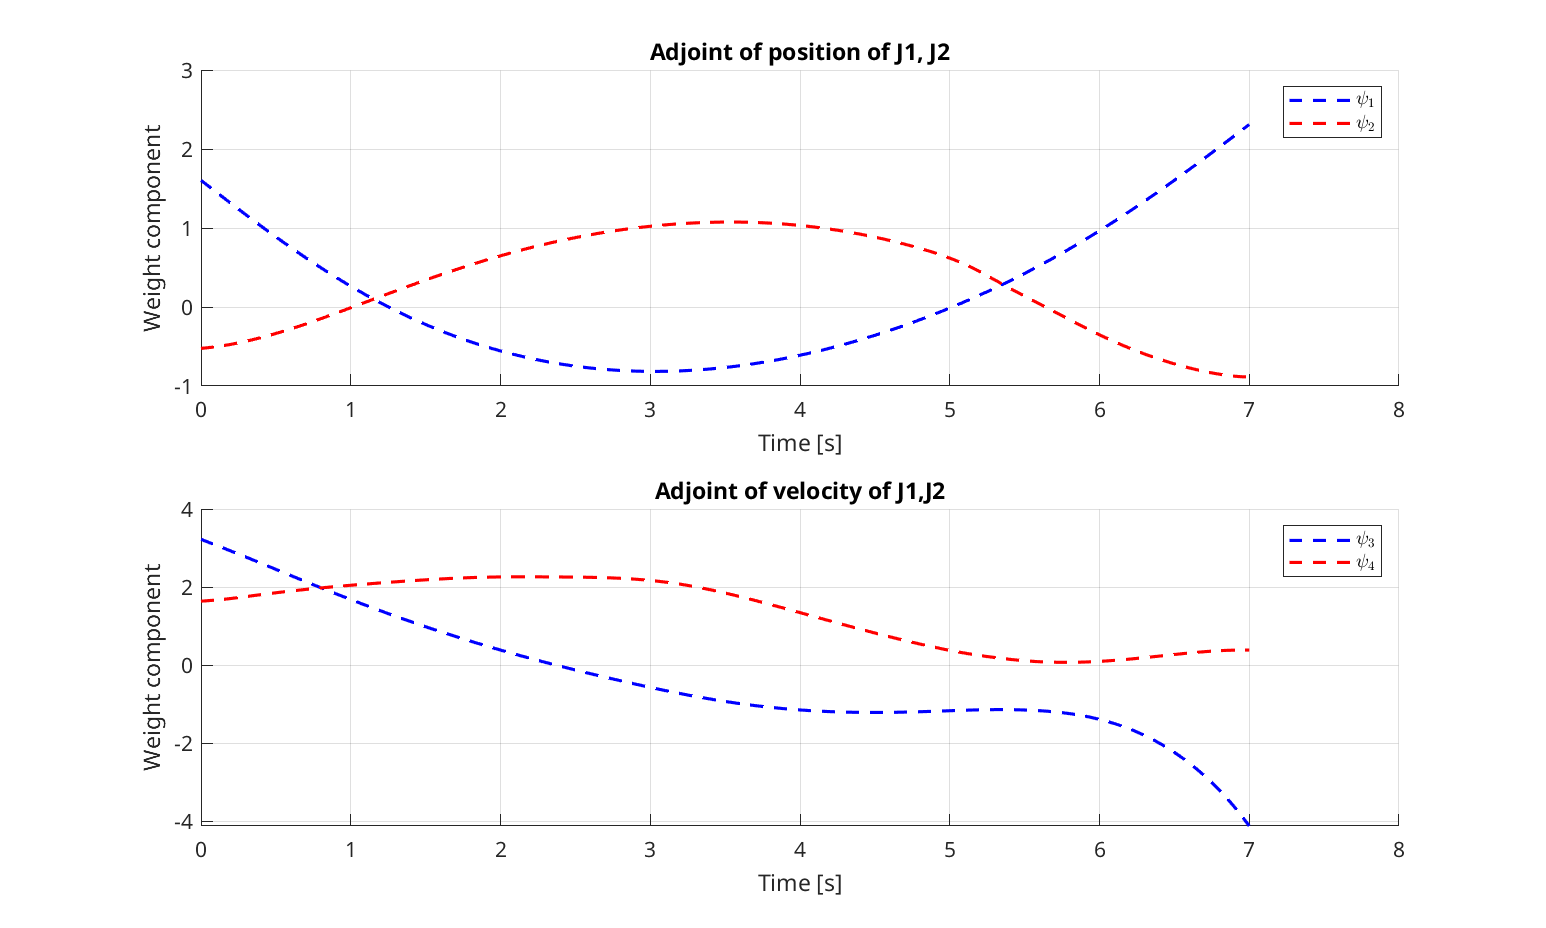 Adjoint of position of J1, J2
3
2
1
0
-1
Weight component
0 1 2 3 4 5 6 7 8
Time [s]
ψ1
ψ2
Adjoint of velocity of J1,J2
4
2
0
-2
-4
Weight component
0 1 2 3 4 5 6 7 8
Time [s]
ψ3
ψ4